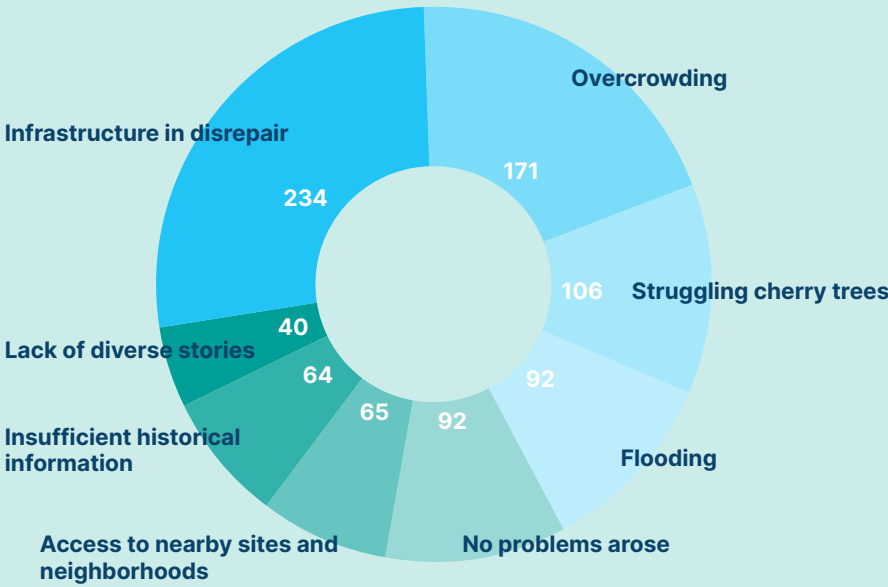 Overcrowding
171
Infrastructure in disrepair
234
106
Struggling cherry trees
40
Lack of diverse stories
64
92
65
92
Insufficient historical
information
Flooding
Access to nearby sites and
neighborhoods
No problems arose